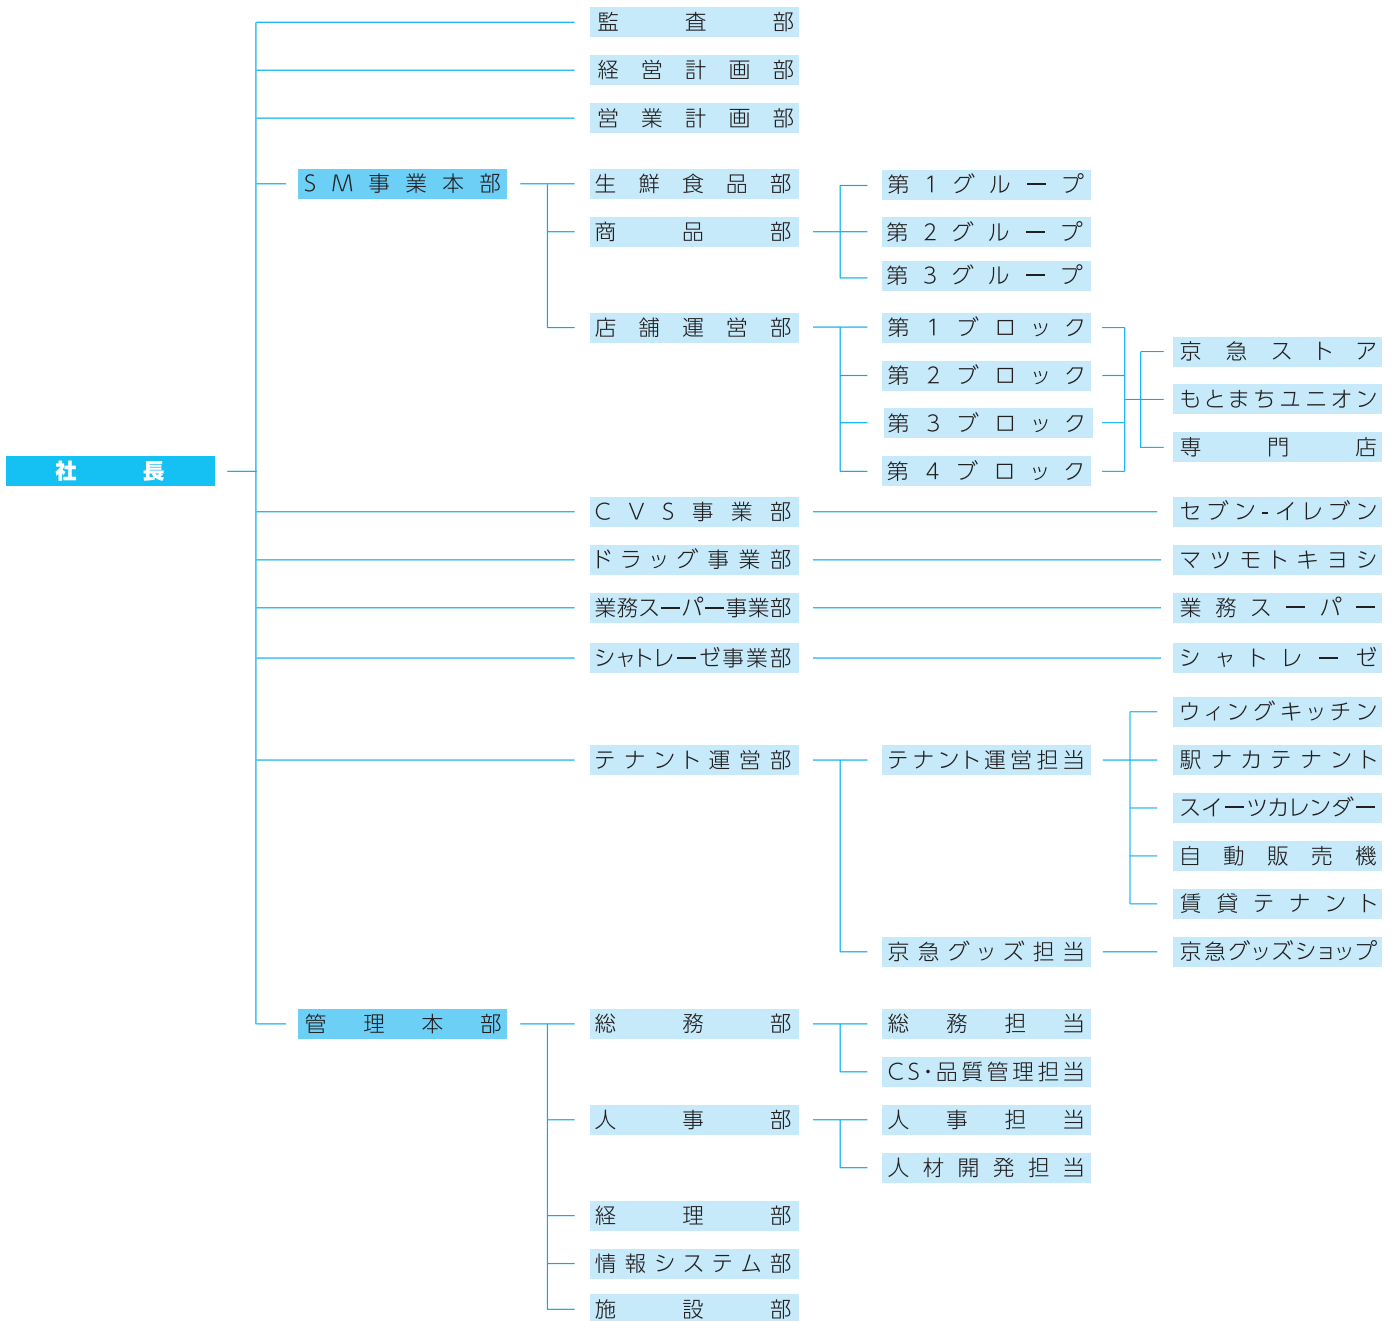 監査部
経営計画部
営業計画部
SM事業本部
生鮮食品部
第1グループ
商品部
第2グループ
第3グループ
店舗運営部
第1ブロック
京急ストア
第2ブロック
もとまちユニオン
第3ブロック
専門店
社長
第4ブロック
CVS事業部
セブン-イレブン
ドラッグ事業部
マツモトキヨシ
業務スーパー事業部
業務スーパー
シャトレーゼ事業部
シャトレーゼ
ウィングキッチン
テナント運営部
テナント運営担当
駅ナカテナント
スイーツカレンダー
自動販売機
賃貸テナント
京急グッズ担当
京急グッズショップ
管理本部
総務部
総務担当
CS・品質管理担当
人事部
人事担当
人材開発担当
経理部
情報システム部
施設部